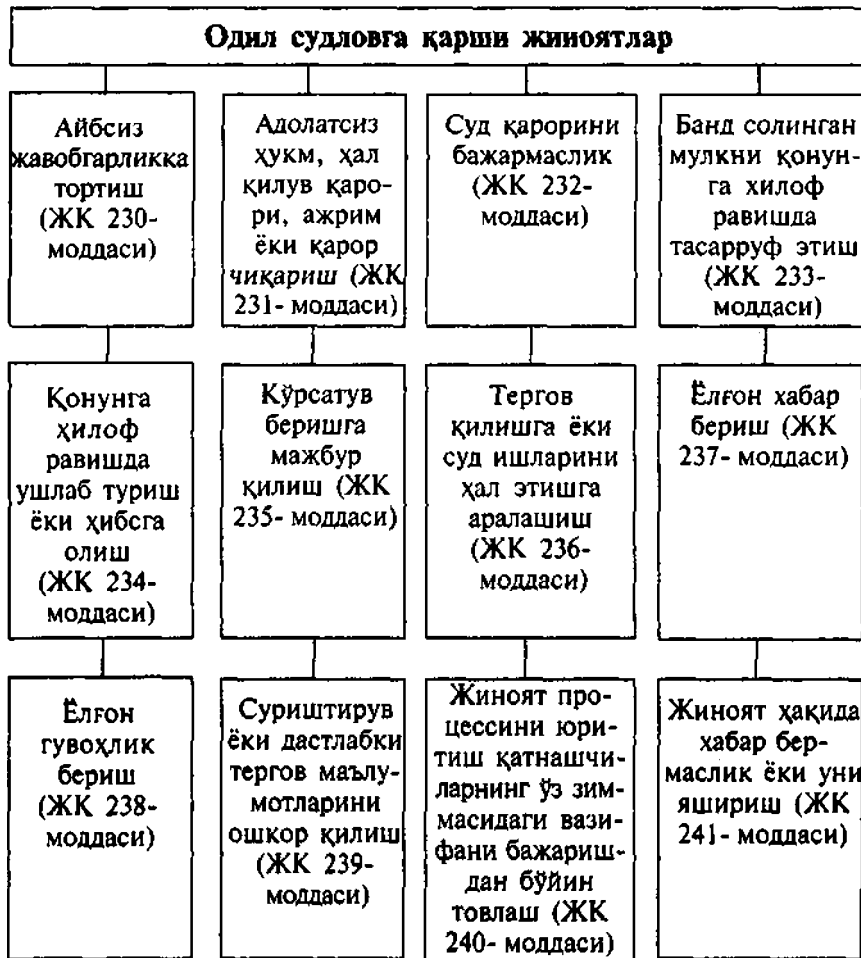 Одил судловга қарши жиноятлар
Айбсиз
жавобгарликка
тортиш
(ЖК 230-
моддаси)
Адолатсиз
ҳукм, ҳал
қилув қаро-
ри, ажрим
ёки қарор
чиқариш (ЖК
231- моддаси)
Суд қарорини
бажармаслик
(ЖК 232-
моддаси)
Банд солинган
мулкни қонун-
га хилоф
равишда
тасарруф этиш
(ЖК 233-
моддаси)
Қонунга
ҳилоф
равишда
ушлаб туриш
ёки ҳибсга
олиш
(ЖК 234-
моддаси)
Кўрсатув
беришга
мажбур
қилиш (ЖК
235- моддаси)
Тергов
қилишга ёки
суд ишларини
ҳал этишга
аралашиш
(ЖК 236-
моддаси)
Ёлғон хабар
бериш (ЖК
237- моддаси)
Ёлғон
гувоҳлик
бериш
(ЖК 238-
моддаси)
Суриштирув
ёки дастлабки
тергов маълу-
мотларини
ошкор қилиш
(ЖК 239-
моддаси)
Жиноят про-
цессини юри-
тиш қатнашчи-
ларнинг ўз зим-
масидаги вази-
фани бажариш-
дан бўйин
товлаш (ЖК
240- моддаси)
Жиноят ҳақида
хабар бер-
маслик ёки уни
яшириш (ЖК
241- моддаси)